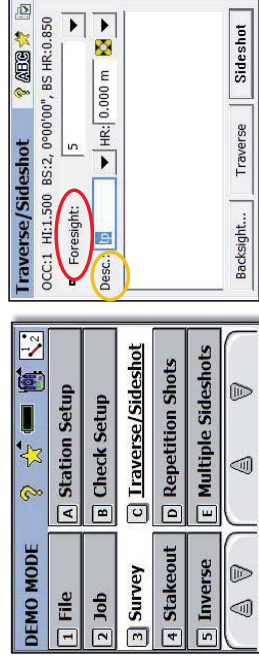 DEMO MODE
1 File
A Station Setup
2 Job
B Check Setup
3 Survey
C Traverse/Sideshot
4 Stakeout
D Repetition Shots
5 Inverse
E Multiple Sideshots
Traverse/Sideshot
? ABC
OCC:1 HI:1.500 BS:2, 0°00'00", BS HR:0.850
Foresight: 5
Desc.: ip HR: 0.000 m
Backsight... Traverse Sideshot